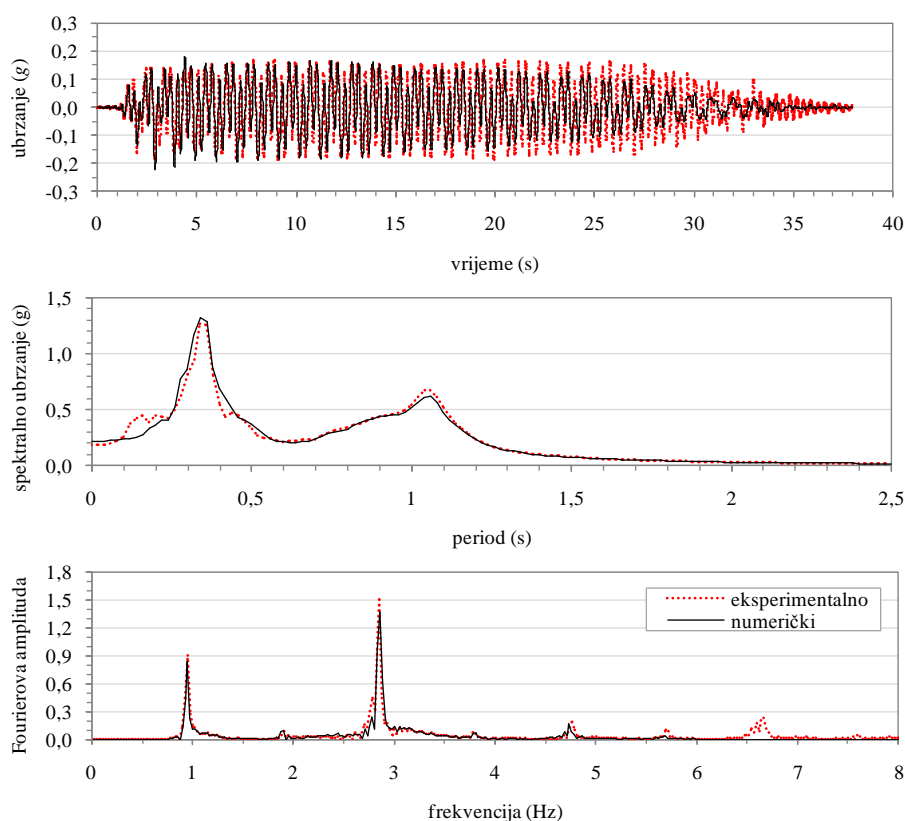 0,3
0,2
0,1
0,0
-0,1
-0,2
-0,3
ubrzanje (g)
0 5 10 15 20 25 30 35 40
vrijeme (s)
1,5
1,0
0,5
0,0
spektralno ubrzanje (g)
0 0,5 1 1,5 2 2,5
period (s)
1.8
1.5
1.2
0.9
0.6
0.3
0,0
Fourierova amplituda
eksperimentalno
numerički
0 1 2 3 4 5 6 7 8
frekvencija (Hz)